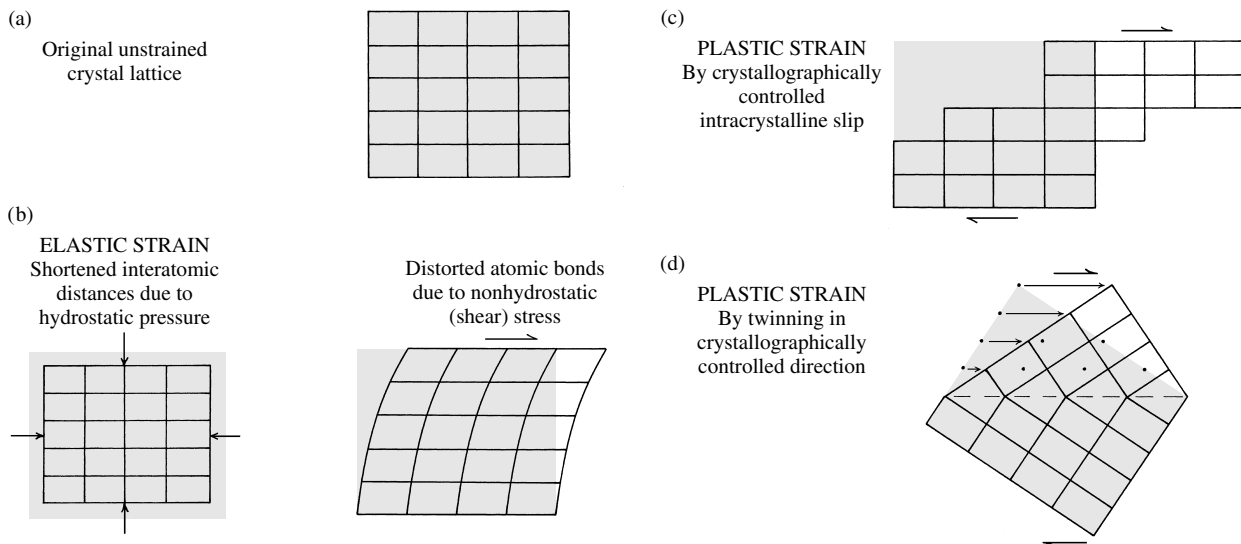 (a)
Original unstrained
crystal lattice
(b)
ELASTIC STRAIN
Shortened interatomic
distances due to
hydrostatic pressure
Distorted atomic bonds
due to nonhydrostatic
(shear) stress
(c)
PLASTIC STRAIN
By crystallographically
controlled
intracrystalline slip
(d)
PLASTIC STRAIN
By twinning in
crystallographically
controlled direction